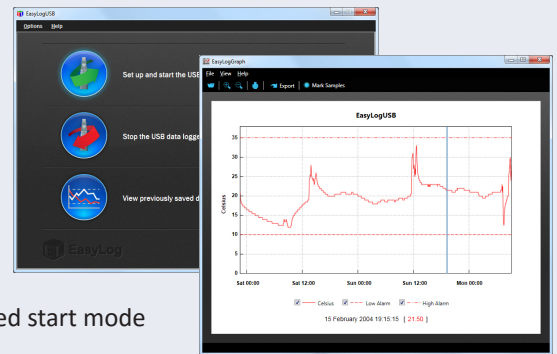 EasyLogUSB
Options Help
Set up and start the USB
Stop the USB data logge
View previously saved d
EasyLog
EasyLogGraph
File View Help
Export Mark Samples
EasyLogUSB
Celsius
35
30
25
20
15
10
5
0
Sat 00:00 Sat 12:00 Sun 00:00 Sun 12:00 Mon 00:00
Celsius Low Alarm High Alarm
15 February 2004 19:15:15 [ 21.50 ]
ed start mode